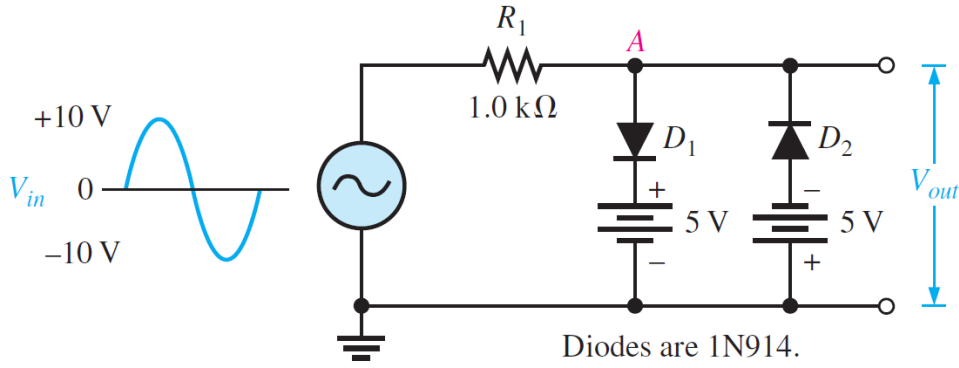 R1
A
+10 V
1.0 kΩ
D1
D2
Vin
0
+
5 V
−
−
5 V
+
Vout
−10 V
Diodes are 1N914.